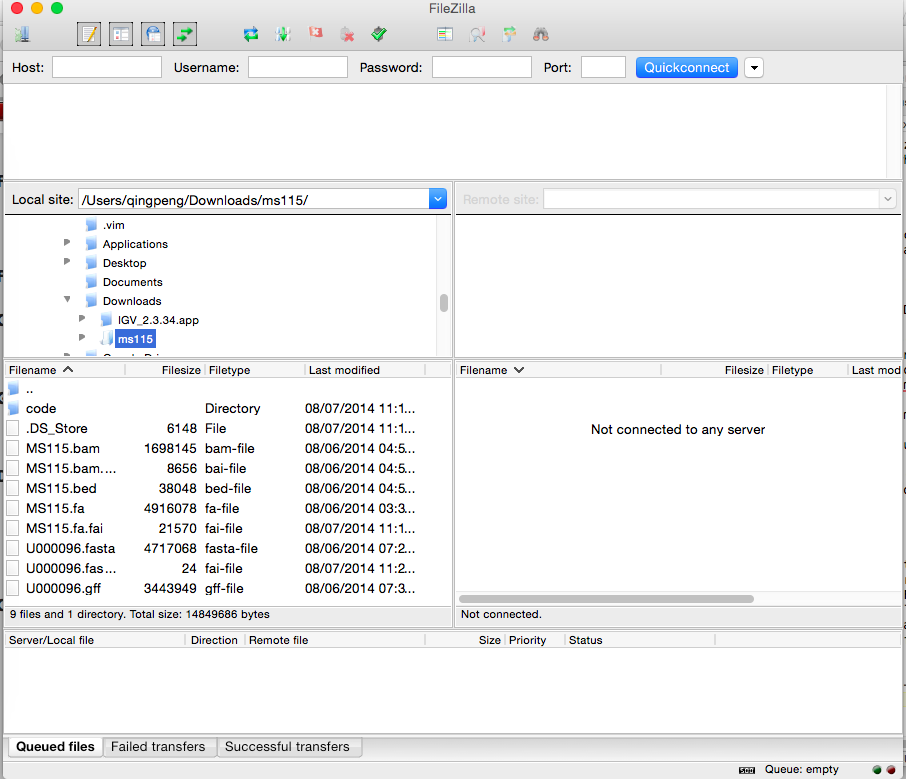 FileZilla
Host: Username: Password: Port: Quickconnect
Local site: /Users/qingpeng/Downloads/ms115/
Remote site:
.vim
Applications
Desktop
Documents
Downloads
IGV_2.3.34.app
ms115
Filename Filesize Filetype Last modified
..
code Directory 08/07/2014 11:1...
.DS_Store 6148 File 08/07/2014 11:1...
MS115.bam 1698145 bam-file 08/06/2014 04:5...
MS115.bam.... 8656 bai-file 08/06/2014 04:5...
MS115.bed 38048 bed-file 08/06/2014 04:5...
MS115.fa 4916078 fa-file 08/06/2014 03:3...
MS115.fa.fai 21570 fai-file 08/07/2014 11:1...
U000096.fasta 4717068 fasta-file 08/06/2014 07:2...
U000096.fas... 24 fai-file 08/07/2014 11:2...
U000096.gff 3443949 gff-file 08/06/2014 07:3...
9 files and 1 directory. Total size: 14849686 bytes
Filename Filesize Filetype Last mod
Not connected to any server
Not connected.
Server/Local file Direction Remote file Size Priority Status
Queued files Failed transfers Successful transfers
Queue: empty